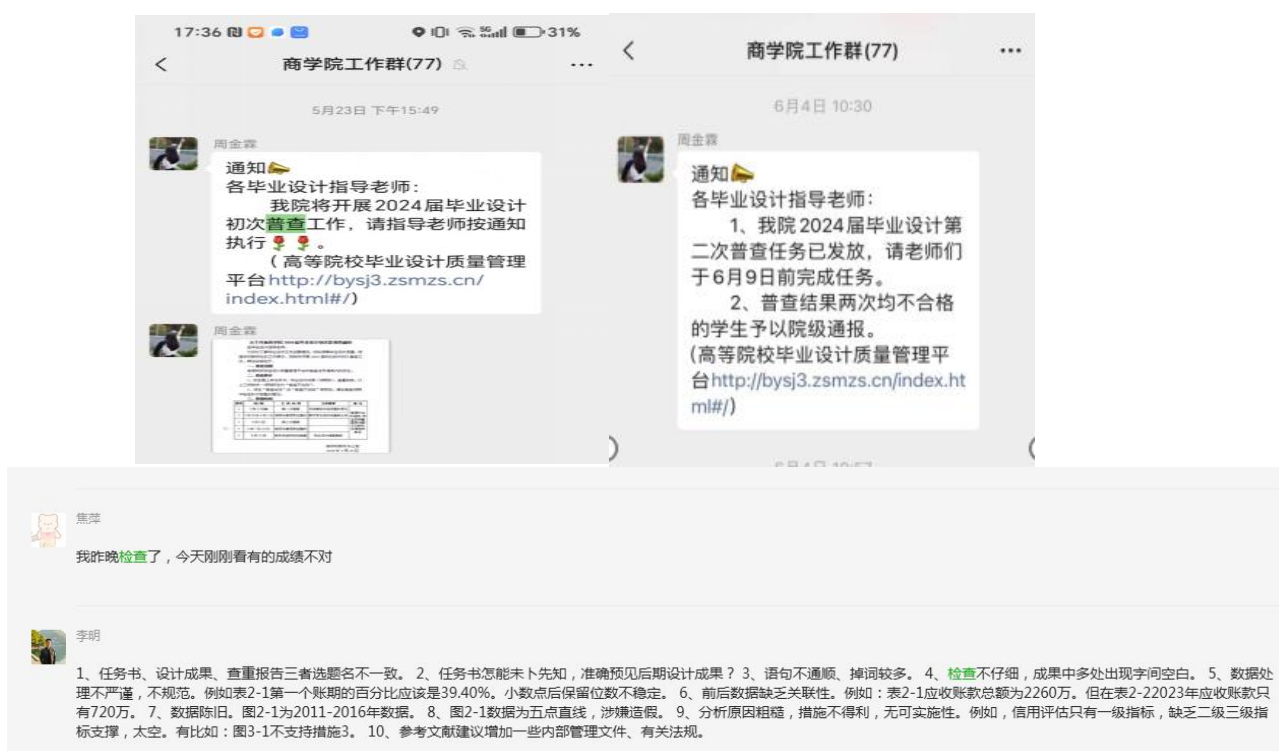 17:36
5G
31%
商学院工作群(77)
5月23日 下午15:49
周金霖
通知
各毕业设计指导老师：
我院将开展2024届毕业设计
初次普查工作，请指导老师按通知
执行。
（高等院校毕业设计质量管理
平台http://bysj3.zsmzs.cn/
index.html#/)
周金霖
商学院工作群(77)
6月4日 10:30
周金霖
通知
各毕业设计指导老师：
1、我院2024届毕业设计第
二次普查任务已发放，请老师们
于6月9日前完成任务。
2、普查结果两次均不合格
的学生予以院级通报。
(高等院校毕业设计质量管理平
台http://bysj3.zsmzs.cn/index.ht
ml#/)
焦萍
我昨晚检查了，今天刚刚看有的成绩不对
李明
1、任务书、设计成果、查重报告三者选题名不一致。 2、任务书怎能未卜先知，准确预见后期设计成果？ 3、语句不通顺、掉词较多。 4、检查不仔细，成果中多处出现字间空白。 5、数据处
理不严谨，不规范。例如表2-1第一个账期的百分比应该是39.40%。小数点后保留位数不稳定。 6、前后数据缺乏关联性。例如：表2-1应收账款总额为2260万。但在表2-22023年应收账款只
有720万。 7、数据陈旧。图2-1为2011-2016年数据。 8、图2-1数据为五点直线，涉嫌造假。 9、分析原因粗糙，措施不得利，无可实施性。例如，信用评估只有一级指标，缺乏二级三级指
标支撑，太空。有比如：图3-1不支持措施3。 10、参考文献建议增加一些内部管理文件、有关法规。